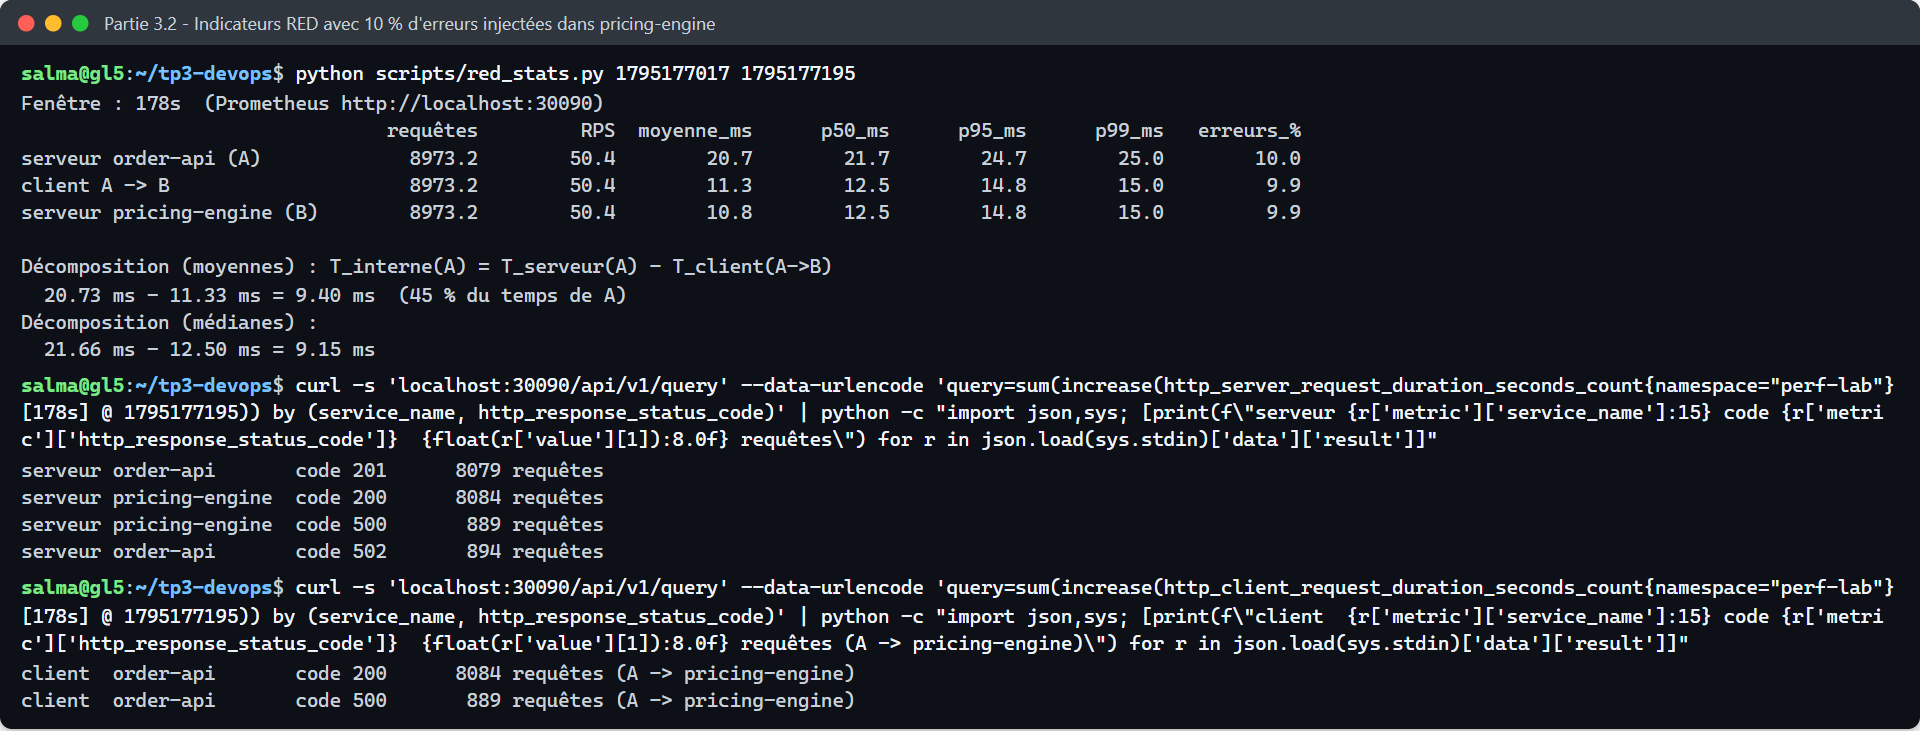 Partie 3.2 - Indicateurs RED avec 10 % d'erreurs injectées dans pricing-engine
salma@gl5:~/tp3-devops$ python scripts/red_stats.py 1795177017 1795177195
Fenêtre : 178s  (Prometheus http://localhost:30090)
                                requêtes         RPS  moyenne_ms      p50_ms      p95_ms      p99_ms   erreurs_%
serveur order-api (A)             8973.2        50.4        20.7        21.7        24.7        25.0        10.0
client A -> B                     8973.2        50.4        11.3        12.5        14.8        15.0         9.9
serveur pricing-engine (B)        8973.2        50.4        10.8        12.5        14.8        15.0         9.9
Décomposition (moyennes) : T_interne(A) = T_serveur(A) - T_client(A->B)
  20.73 ms - 11.33 ms = 9.40 ms  (45 % du temps de A)
Décomposition (médianes) :
  21.66 ms - 12.50 ms = 9.15 ms
salma@gl5:~/tp3-devops$ curl -s 'localhost:30090/api/v1/query' --data-urlencode 'query=sum(increase(http_server_request_duration_seconds_count{namespace="perf-lab"}
[178s] @ 1795177195)) by (service_name, http_response_status_code)' | python -c "import json,sys; [print(f\"serveur {r['metric']['service_name']:15} code {r['metri
c']['http_response_status_code']}  {float(r['value'][1]):8.0f} requêtes\") for r in json.load(sys.stdin)['data']['result']]"
serveur order-api       code 201      8079 requêtes
serveur pricing-engine  code 200      8084 requêtes
serveur pricing-engine  code 500       889 requêtes
serveur order-api       code 502       894 requêtes
salma@gl5:~/tp3-devops$ curl -s 'localhost:30090/api/v1/query' --data-urlencode 'query=sum(increase(http_client_request_duration_seconds_count{namespace="perf-lab"}
[178s] @ 1795177195)) by (service_name, http_response_status_code)' | python -c "import json,sys; [print(f\"client  {r['metric']['service_name']:15} code {r['metri
c']['http_response_status_code']}  {float(r['value'][1]):8.0f} requêtes (A -> pricing-engine)\") for r in json.load(sys.stdin)['data']['result']]"
client  order-api       code 200      8084 requêtes (A -> pricing-engine)
client  order-api       code 500       889 requêtes (A -> pricing-engine)